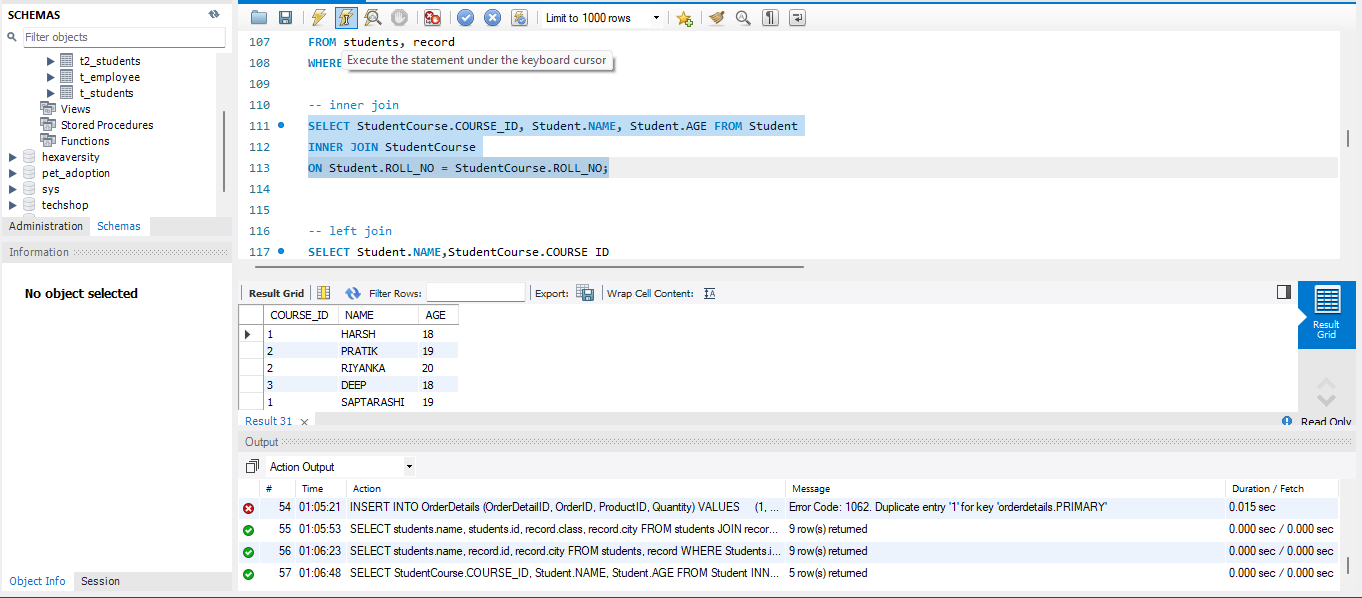 SCHEMAS
Filter objects
t2_students
t_employee
t_students
Views
Stored Procedures
Functions
hexaversity
pet_adoption
sys
techshop
Administration Schemas
Information
No object selected
Object Info Session
Limit to 1000 rows
107 FROM students, record
108 WHERE
Execute the statement under the keyboard cursor
109
110 -- inner join
111 SELECT StudentCourse.COURSE_ID, Student.NAME, Student.AGE FROM Student
112 INNER JOIN StudentCourse
113 ON Student.ROLL_NO = StudentCourse.ROLL_NO;
114
115
116 -- left join
117 SELECT Student.NAME,StudentCourse.COURSE_ID
Result Grid Filter Rows: Export: Wrap Cell Content:
COURSE_ID NAME AGE
1 HARSH 18
2 PRATIK 19
2 RIYANKA 20
3 DEEP 18
1 SAPTARASHI 19
Result Grid
Result 31
Read Only
Output
Action Output
# Time Action Message Duration / Fetch
54 01:05:21 INSERT INTO OrderDetails (OrderDetailID, OrderID, ProductID, Quantity) VALUES (1, ... Error Code: 1062. Duplicate entry '1' for key 'orderdetails.PRIMARY' 0.015 sec
55 01:05:53 SELECT students.name, students.id, record.class, record.city FROM students JOIN recor... 9 row(s) returned 0.000 sec / 0.000 sec
56 01:06:23 SELECT students.name, record.id, record.city FROM students, record WHERE Students.i... 9 row(s) returned 0.000 sec / 0.000 sec
57 01:06:48 SELECT StudentCourse.COURSE_ID, Student.NAME, Student.AGE FROM Student INN... 5 row(s) returned 0.000 sec / 0.000 sec